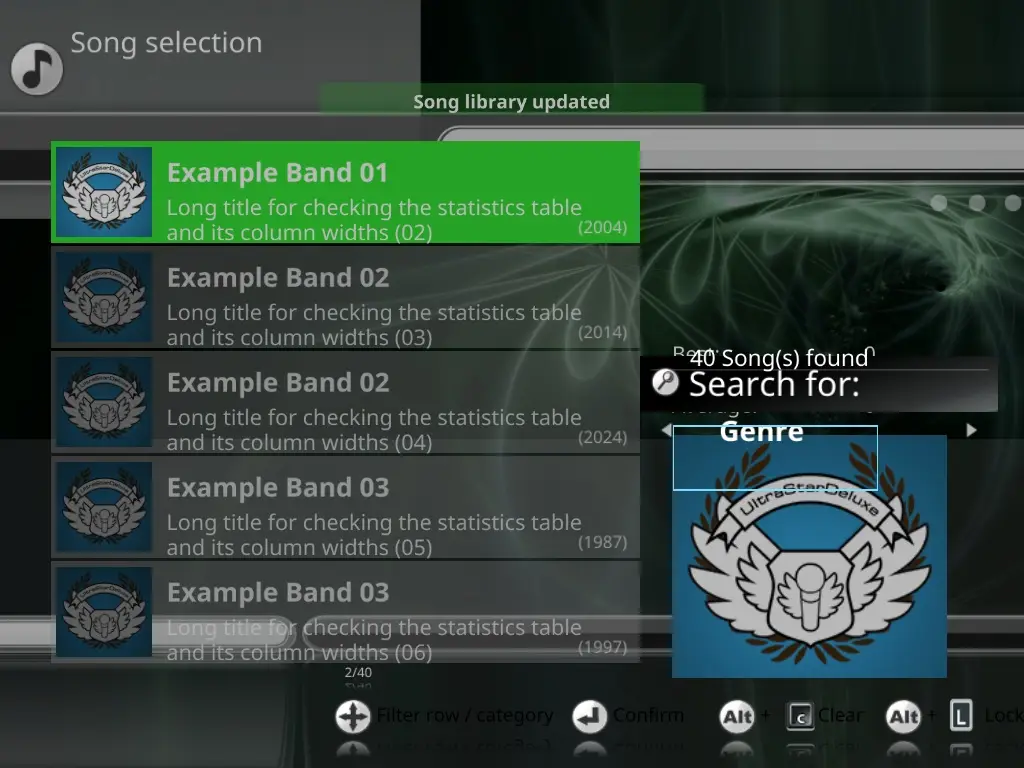 Song selection
Song library updated
Example Band 01
Long title for checking the statistics table
and its column widths (02)
(2004)
Example Band 02
Long title for checking the statistics table
and its column widths (03)
(2014)
Example Band 02
Long title for checking the statistics table
and its column widths (04)
(2024)
Example Band 03
Long title for checking the statistics table
and its column widths (05)
(1987)
Example Band 03
Long title for checking the statistics table
and its column widths (06)
(1997)
2/40
40 Song(s) found
Search for:
Average:
Genre
UltraStarDeluxe
Filter row / category
Confirm
Alt + c Clear
Alt + L Lock